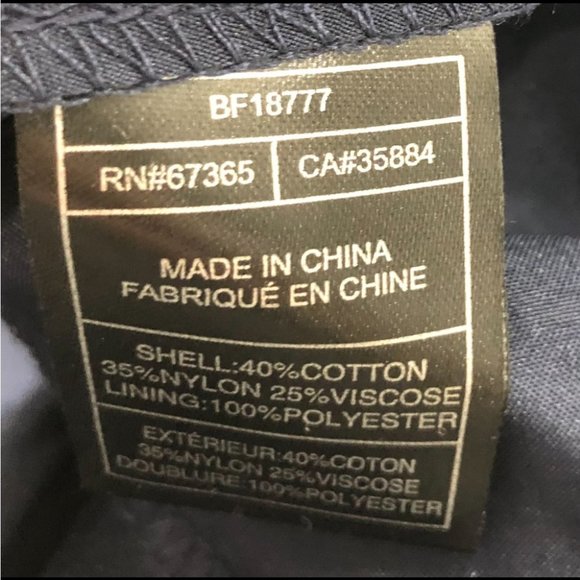 BF18777
RN#67365 CA#35884
MADE IN CHINA
FABRIQUÉ EN CHINE
SHELL:40%COTTON
35%NYLON 25%VISCOSE
LINING:100%POLYESTER
EXTÉRIEUR:40%COTON
35%NYLON 25%VISCOSE
DOUBLURE:100%POLYESTER